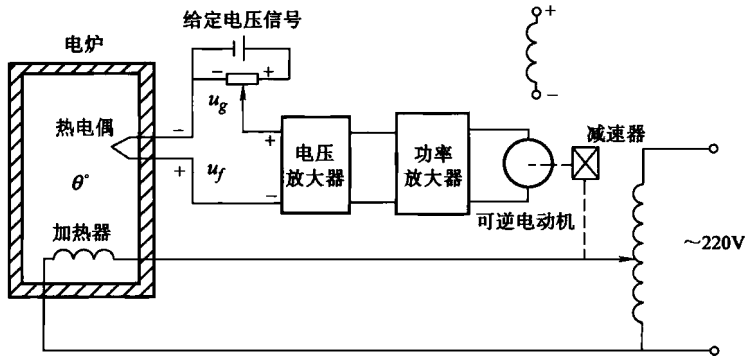 给定电压信号
电炉
－ ＋
u_g
热电偶
－
＋
u_f
θ°
加热器
＋
－
电压
放大器
功率
放大器
＋
－
减速器
可逆电动机
～220V